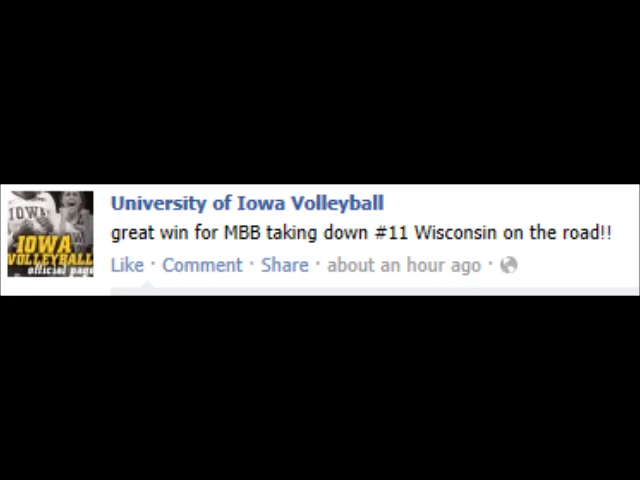 University of Iowa Volleyball
great win for MBB taking down #11 Wisconsin on the road!!
Like · Comment · Share · about an hour ago ·
IOWA
IOWA
VOLLEYBALL
official page